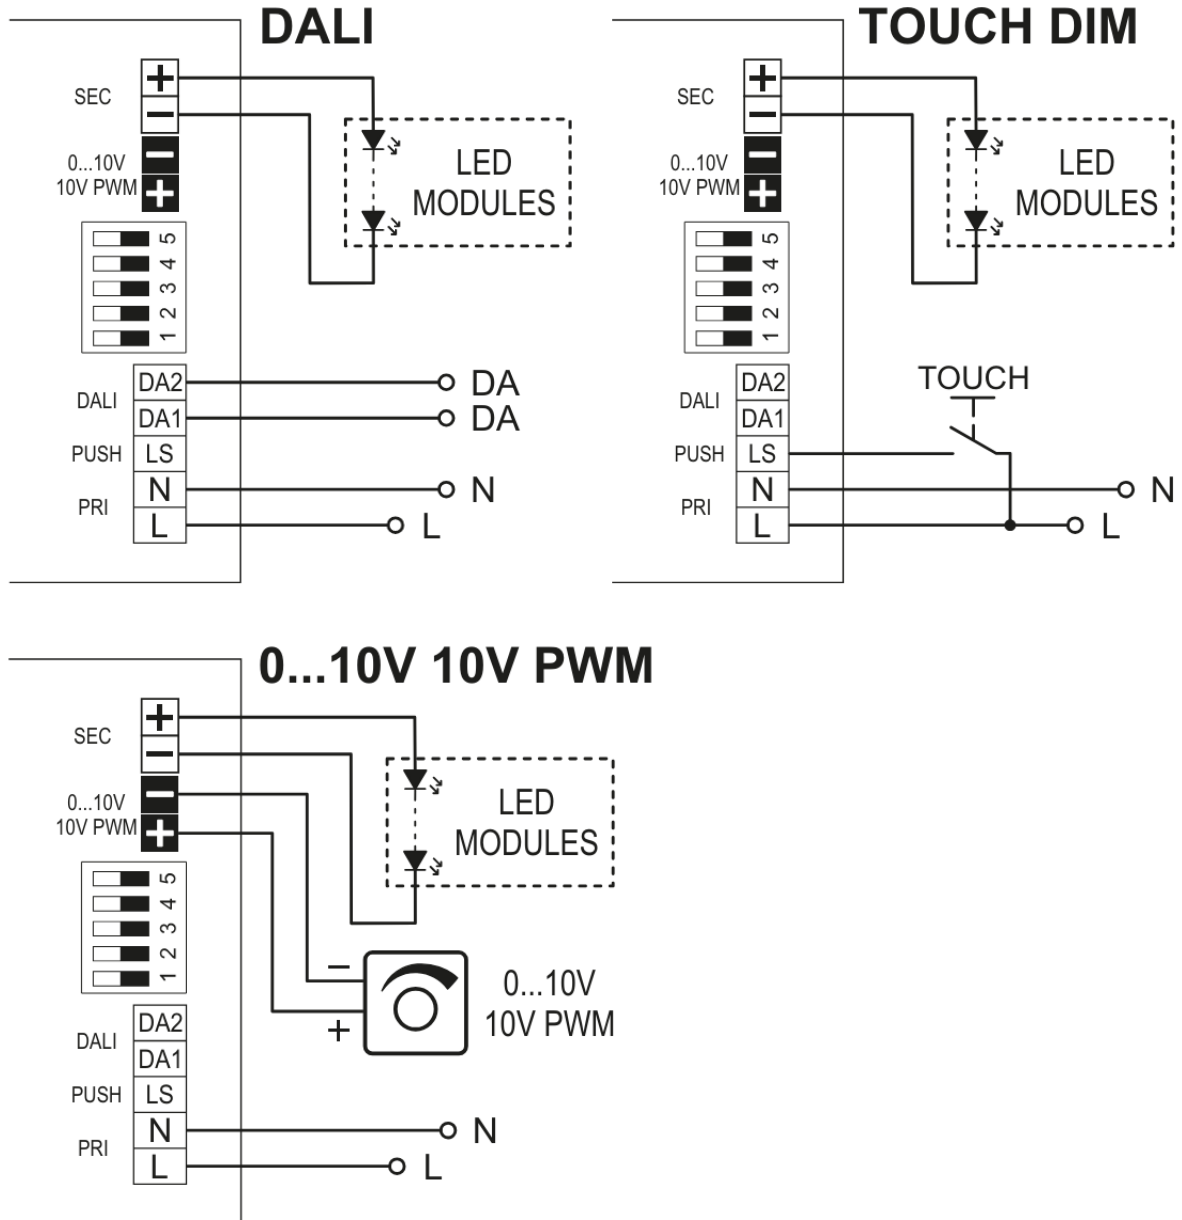 DALI
+
SEC
−
0...10V
−
10V PWM
+
LED
MODULES
5
4
3
2
1
DALI
DA2
DA
DA1
DA
PUSH
LS
PRI
N
N
L
L
TOUCH DIM
+
SEC
−
0...10V
−
10V PWM
+
LED
MODULES
5
4
3
2
1
TOUCH
DALI
DA2
DA1
PUSH
LS
PRI
N
N
L
L
0...10V 10V PWM
+
SEC
−
0...10V
−
10V PWM
+
LED
MODULES
5
4
3
2
1
−
+
0...10V
10V PWM
DALI
DA2
DA1
PUSH
LS
PRI
N
N
L
L